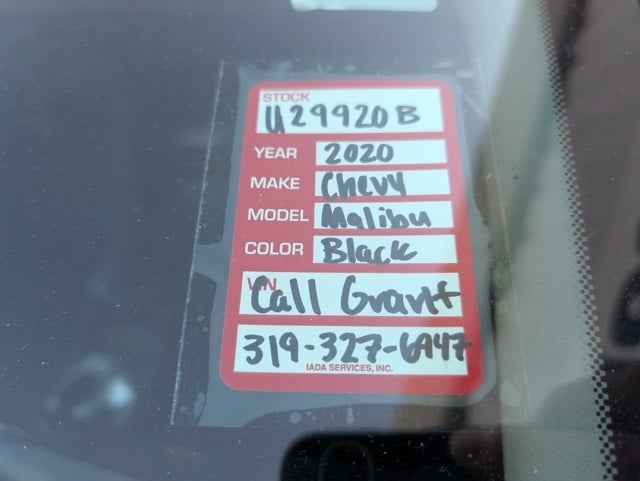 STOCK
U29920B
YEAR 2020
MAKE Chevy
MODEL Malibu
COLOR Black
VIN
Call Grant
319-327-6947
IADA SERVICES, INC.